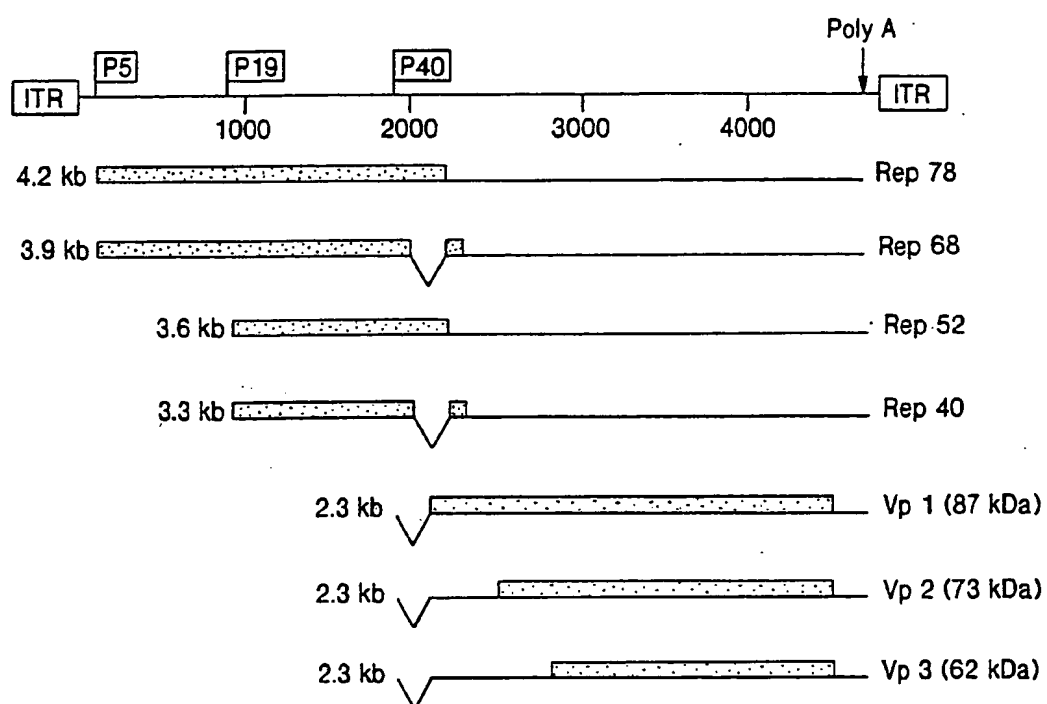 Poly A
P5 P19 P40
ITR ITR
1000 2000 3000 4000
4.2 kb Rep 78
3.9 kb Rep 68
3.6 kb Rep 52
3.3 kb Rep 40
2.3 kb Vp 1 (87 kDa)
2.3 kb Vp 2 (73 kDa)
2.3 kb Vp 3 (62 kDa)